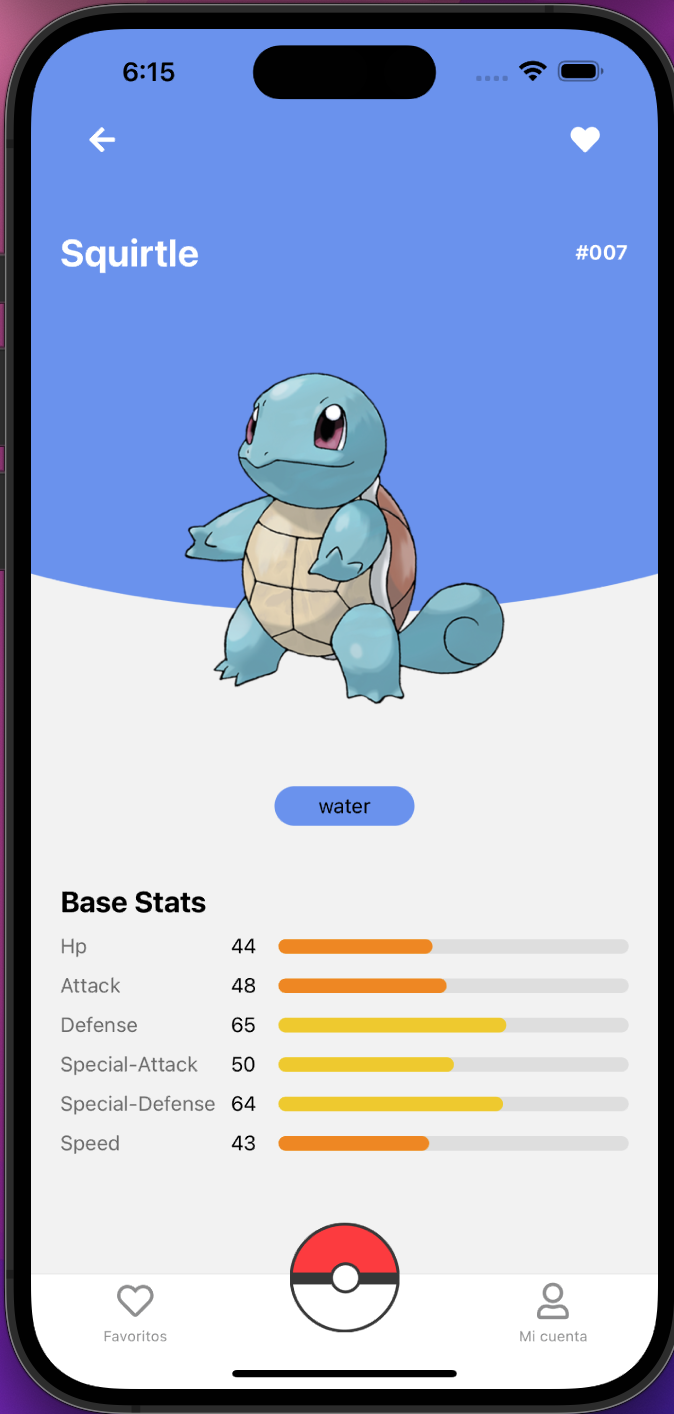 6:15
Squirtle #007
water
Base Stats
Hp 44
Attack 48
Defense 65
Special-Attack 50
Special-Defense 64
Speed 43
Favoritos Mi cuenta